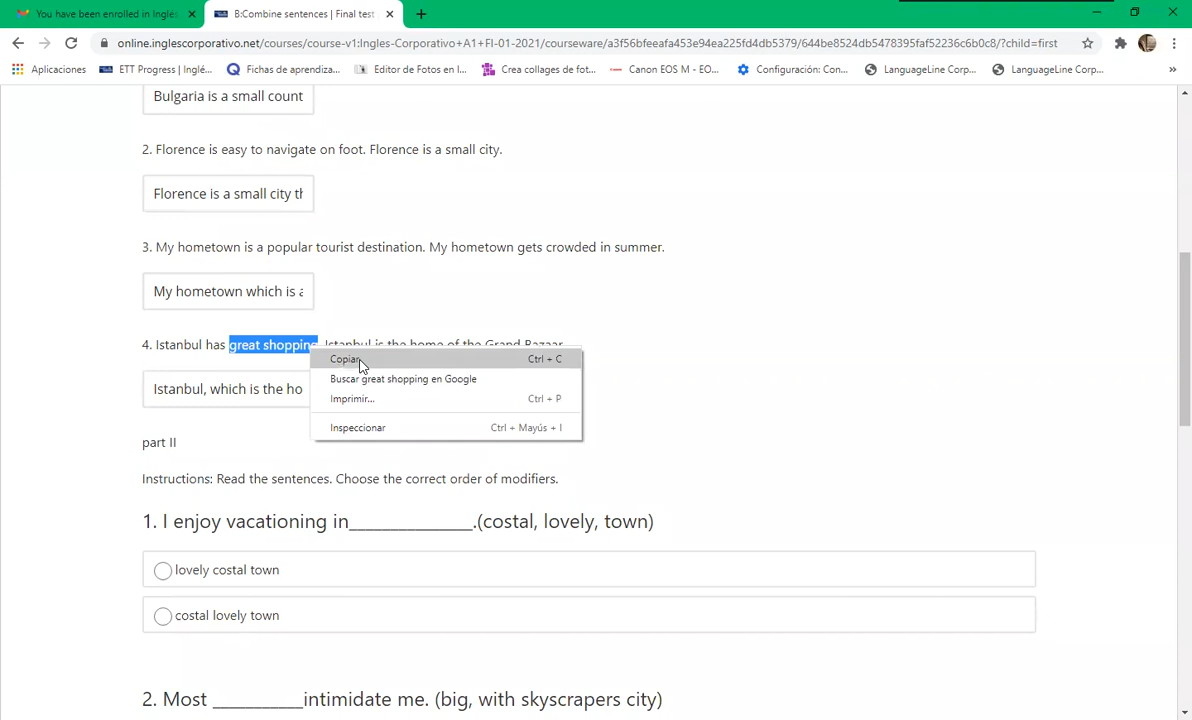 You have been enrolled in Inglés
B:Combine sentences | Final test
online.inglescorporativo.net/courses/course-v1:Ingles-Corporativo+A1+FI-01-2021/courseware/a3f56bfeeafa453e94ea225fd4db5379/644be8524db5478395faf52236c6b0c8/?child=first
Aplicaciones ETT Progress | Inglé... Fichas de aprendiza... Editor de Fotos en l... Crea collages de fot... Canon EOS M - EO... Configuración: Con... LanguageLine Corp... LanguageLine Corp... »
Bulgaria is a small count
2. Florence is easy to navigate on foot. Florence is a small city.
Florence is a small city th
3. My hometown is a popular tourist destination. My hometown gets crowded in summer.
My hometown which is a
4. Istanbul has great shopping. Istanbul is the home of the Grand Bazaar.
Copiar Ctrl + C
Buscar great shopping en Google
Istanbul, which is the ho
Imprimir... Ctrl + P
Inspeccionar Ctrl + Mayús + I
part II
Instructions: Read the sentences. Choose the correct order of modifiers.
1. I enjoy vacationing in_______________.(costal, lovely, town)
lovely costal town
costal lovely town
2. Most ___________intimidate me. (big, with skyscrapers city)